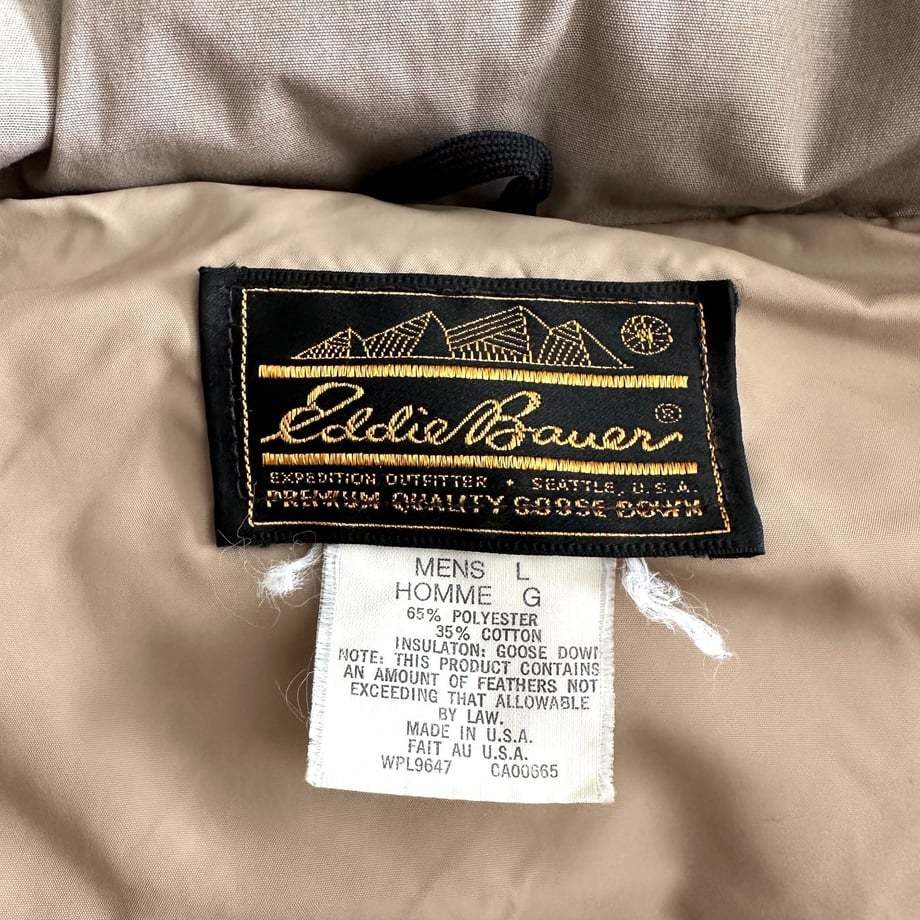 Eddie Bauer®
EXPEDITION OUTFITTER • SEATTLE, U.S.A.
PREMIUM QUALITY GOOSE DOWN
MENS L
HOMME G
65% POLYESTER
35% COTTON
INSULATON: GOOSE DOWN
NOTE: THIS PRODUCT CONTAINS
AN AMOUNT OF FEATHERS NOT
EXCEEDING THAT ALLOWABLE
BY LAW.
MADE IN U.S.A.
FAIT AU U.S.A.
WPL9647 CA00665